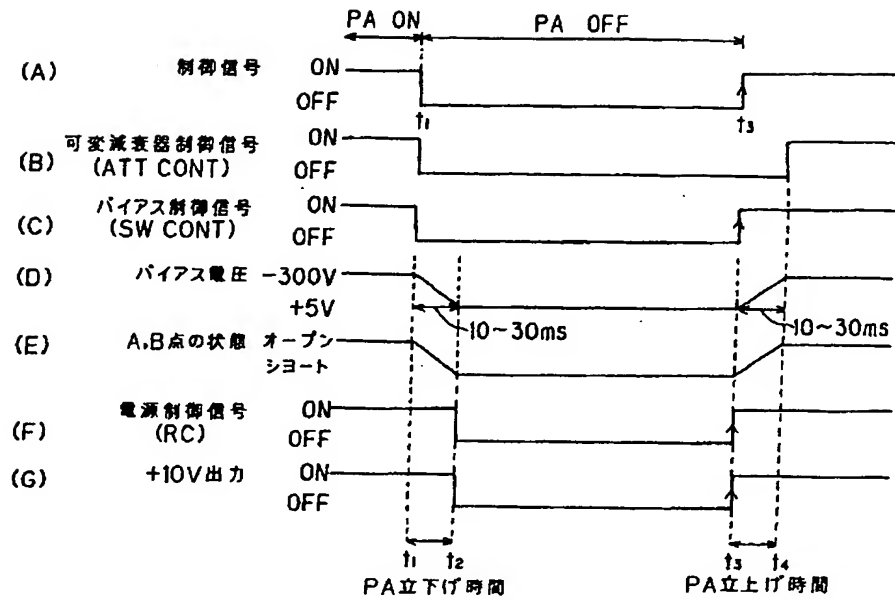 PA ON
PA OFF
(A) 制御信号 ON
OFF
t1 t3
(B) 可変減衰器制御信号 ON
(ATT CONT) OFF
(C) バイアス制御信号 ON
(SW CONT) OFF
(D) バイアス電圧 -300V
+5V
10~30ms 10~30ms
(E) A,B点の状態 オープン
シヨート
(F) 電源制御信号 ON
(RC) OFF
(G) +10V出力 ON
OFF
t1 t2 t3 t4
PA立下げ時間 PA立上げ時間